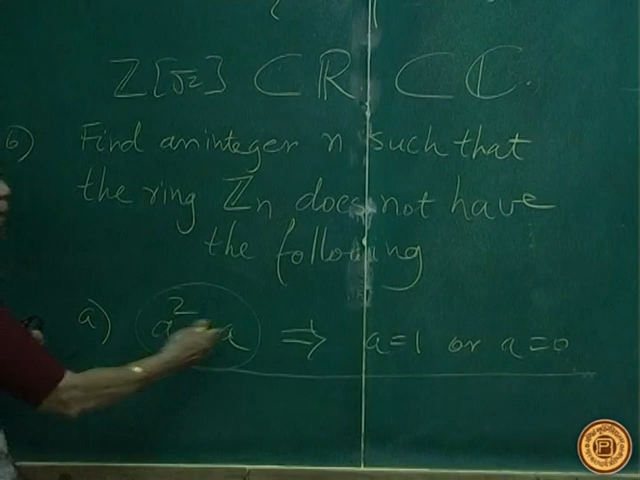 Z[√2] ⊂ ℝ ⊂ ℂ.
6) Find an integer n such that
the ring ℤn does not have
the following
a) a² a ⇒ a=1 or a=0